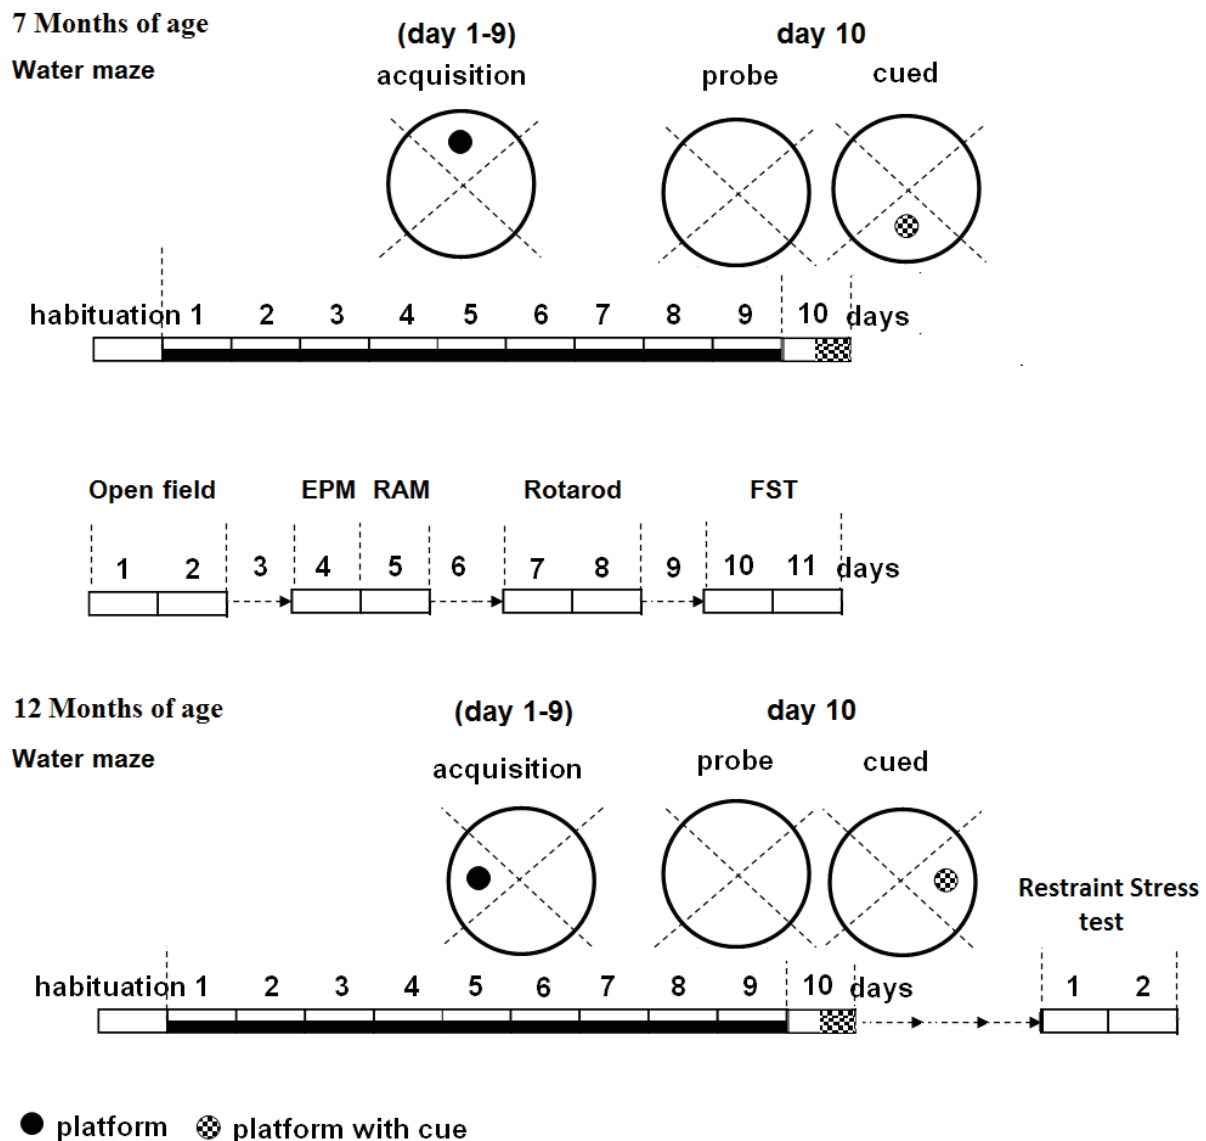 7 Months of age
(day 1-9) day 10
Water maze
acquisition probe cued
habituation 1 2 3 4 5 6 7 8 9 10 days
Open field EPM RAM Rotarod FST
1 2 3 4 5 6 7 8 9 10 11 days
12 Months of age
(day 1-9) day 10
Water maze
acquisition probe cued
Restraint Stress
test
habituation 1 2 3 4 5 6 7 8 9 10 days 1 2
platform platform with cue